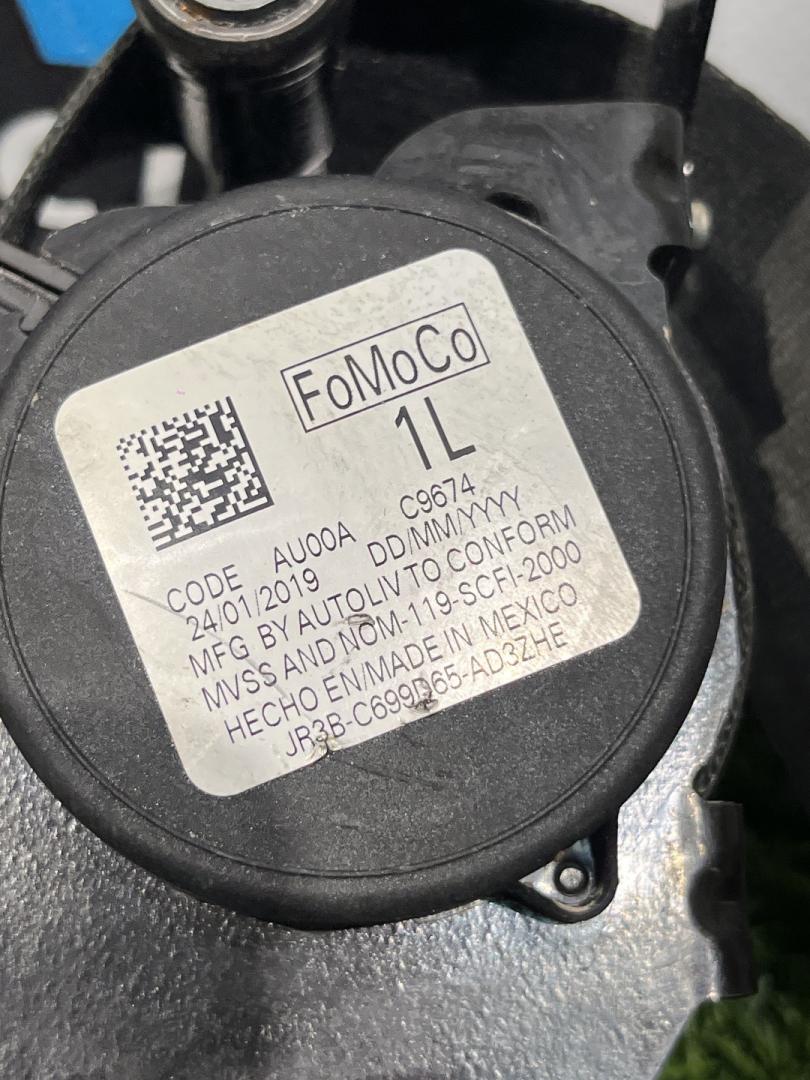 FoMoCo
1L
CODE AU00A C9674
24/01/2019 DD/MM/YYYY
MFG BY AUTOLIV TO CONFORM
MVSS AND NOM-119-SCFI-2000
HECHO EN/MADE IN MEXICO
JR3B-C699D65-AD3ZHE